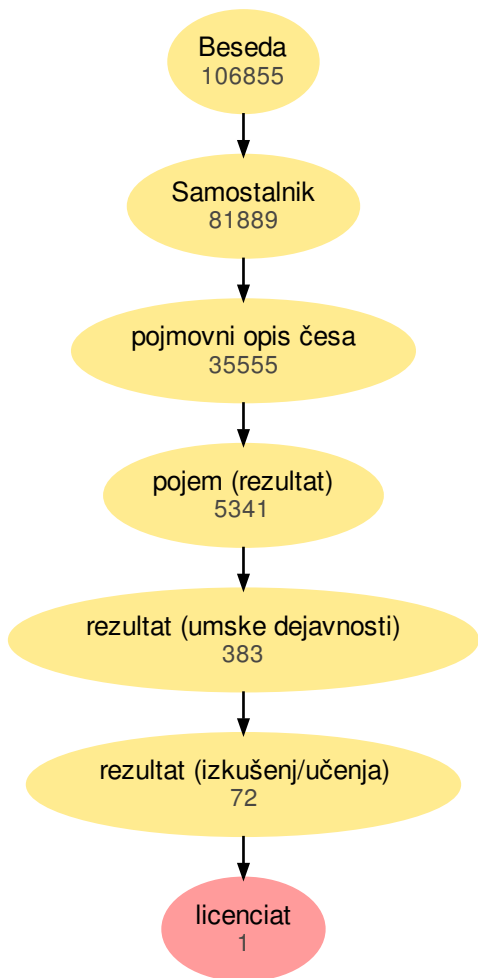 Beseda
106855
Samostalnik
81889
pojmovni opis česa
35555
pojem (rezultat)
5341
rezultat (umske dejavnosti)
383
rezultat (izkušenj/učenja)
72
licenciat
1